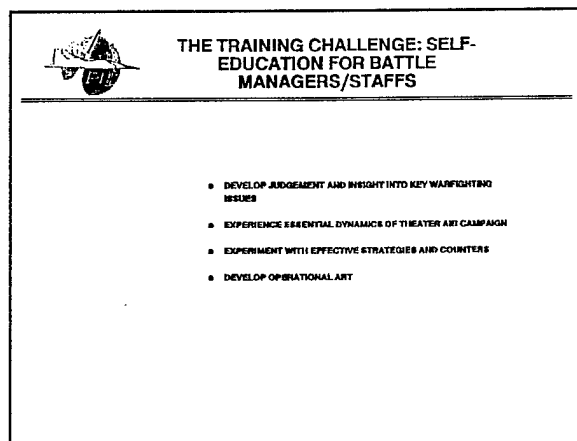 THE TRAINING CHALLENGE: SELF-
EDUCATION FOR BATTLE
MANAGERS/STAFFS
DEVELOP JUDGEMENT AND INSIGHT INTO KEY WARFIGHTING
ISSUES
EXPERIENCE ESSENTIAL DYNAMICS OF THEATER AIR CAMPAIGN
EXPERIMENT WITH EFFECTIVE STRATEGIES AND COUNTERS
DEVELOP OPERATIONAL ART